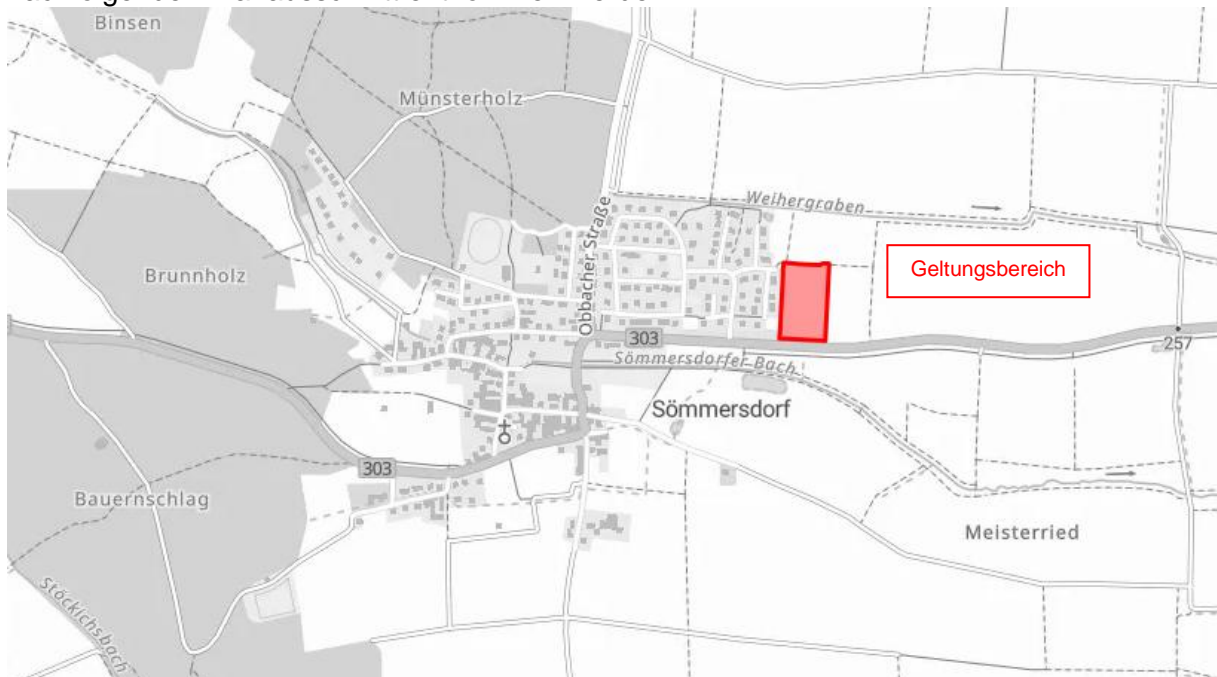 Binsen
Münsterholz
Obbacher Straße
Weihergraben
Brunnholz
Geltungsbereich
303
257
Sömmersdorfer Bach
Sömmersdorf
303
Bauernschlag
Meisterried
Stöcklichsbach